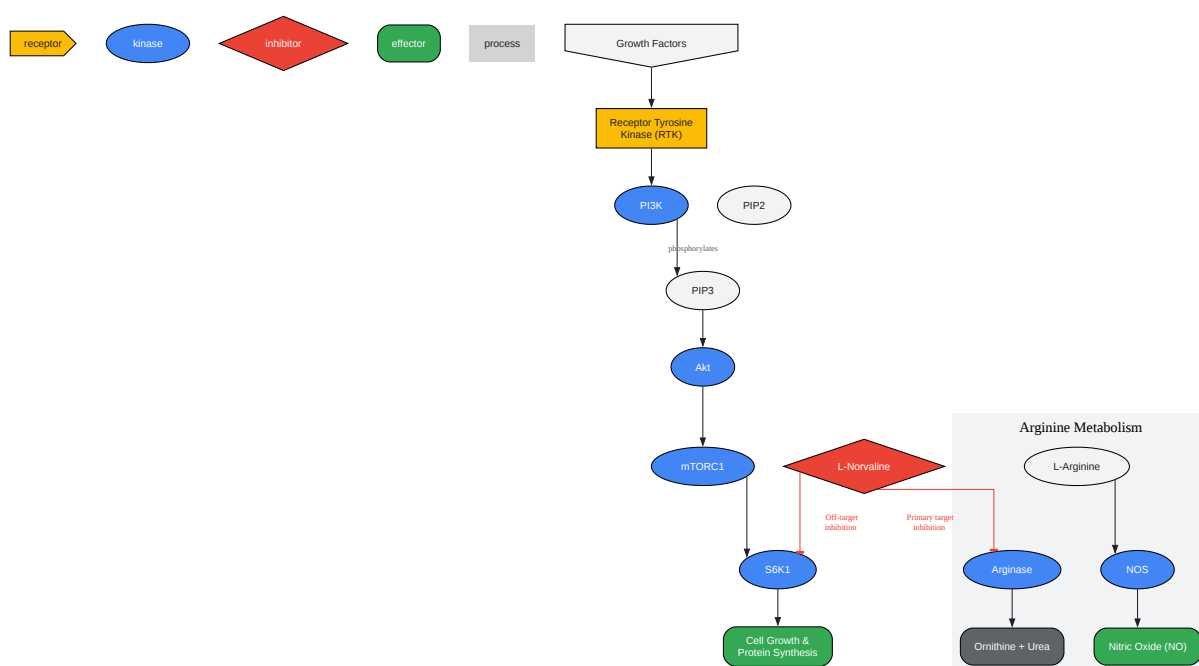 receptor
kinase
inhibitor
effector
process
Growth Factors
Receptor Tyrosine
Kinase (RTK)
PI3K
PIP2
phosphorylates
PIP3
Akt
Arginine Metabolism
mTORC1
L-Norvaline
L-Arginine
Off-target
inhibition
Primary target
inhibition
S6K1
Arginase
NOS
Cell Growth &
Protein Synthesis
Ornithine + Urea
Nitric Oxide (NO)